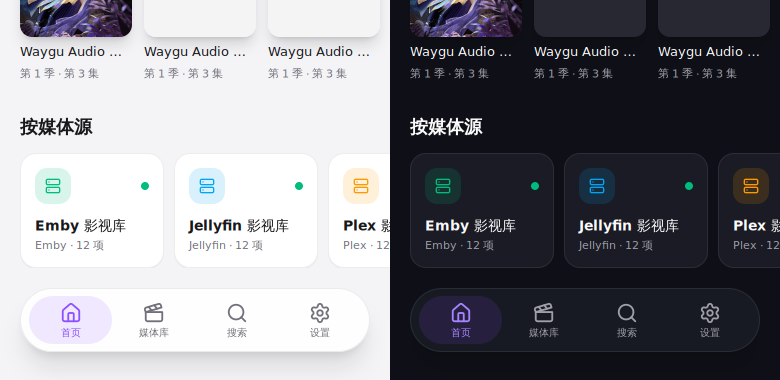 Waygu Audio ...
第 1 季 · 第 3 集
Waygu Audio ...
第 1 季 · 第 3 集
Waygu Audio ...
第 1 季 · 第 3 集
按媒体源
Emby 影视库
Emby · 12 项
Jellyfin 影视库
Jellyfin · 12 项
Plex
Plex · 12
首页
媒体库
搜索
设置
Waygu Audio ...
第 1 季 · 第 3 集
Waygu Audio ...
第 1 季 · 第 3 集
Waygu Audio ...
第 1 季 · 第 3 集
按媒体源
Emby 影视库
Emby · 12 项
Jellyfin 影视库
Jellyfin · 12 项
Plex
Plex · 12
首页
媒体库
搜索
设置